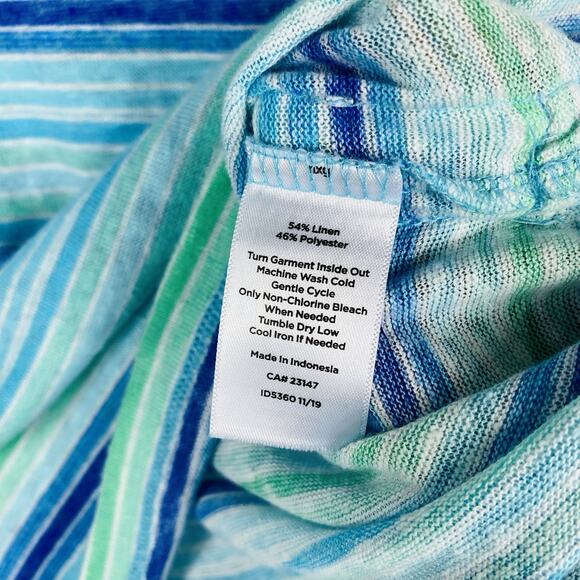 54% Linen
46% Polyester
Turn Garment Inside Out
Machine Wash Cold
Gentle Cycle
Only Non-Chlorine Bleach
When Needed
Tumble Dry Low
Cool Iron If Needed
Made In Indonesia
CA# 23147
ID5360 11/19